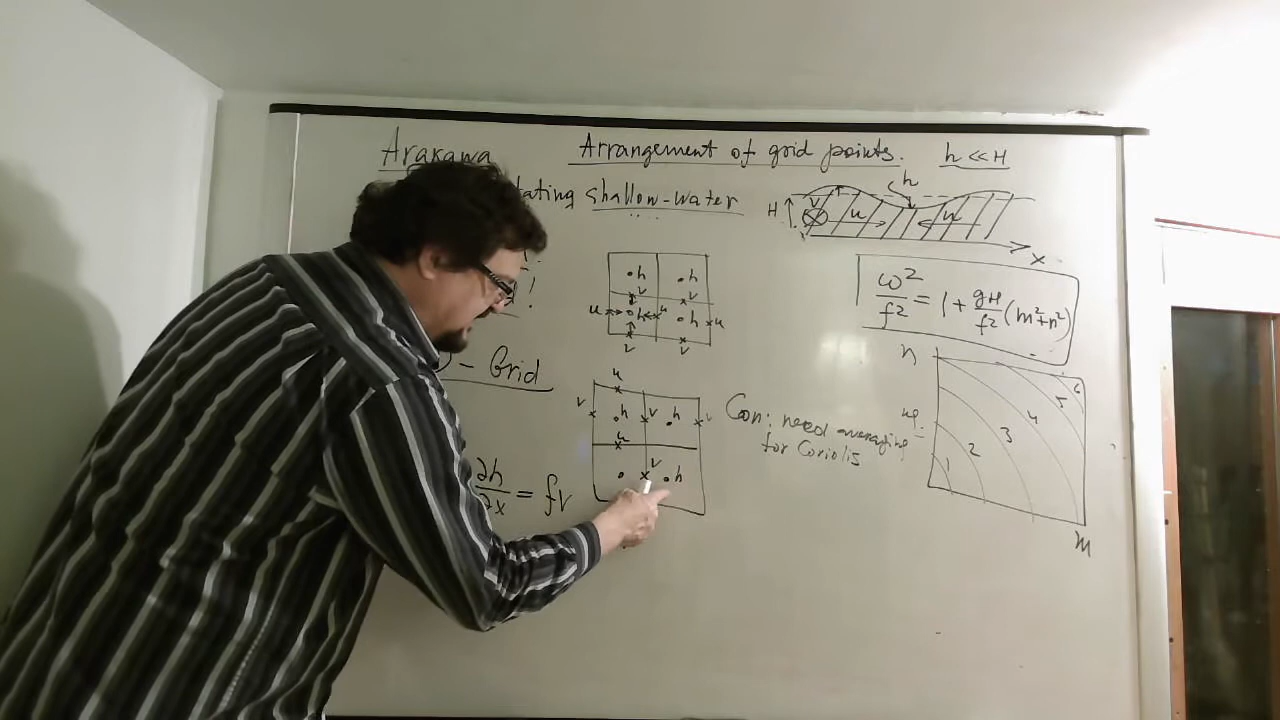 Arakawa
Arrangement of grid points.
h << H
tating shallow-water
h
H
V
u
u
x
h
h
v
v
u
h
u
h
u
v
v
ω²/f² = 1 + gH/f² (m²+n²)
D - Grid
u
v
h
v
h
v
u
v
h
Con: need averaging
for Coriolis
∂h/∂x = fv
n
1
2
3
4
5
6
m